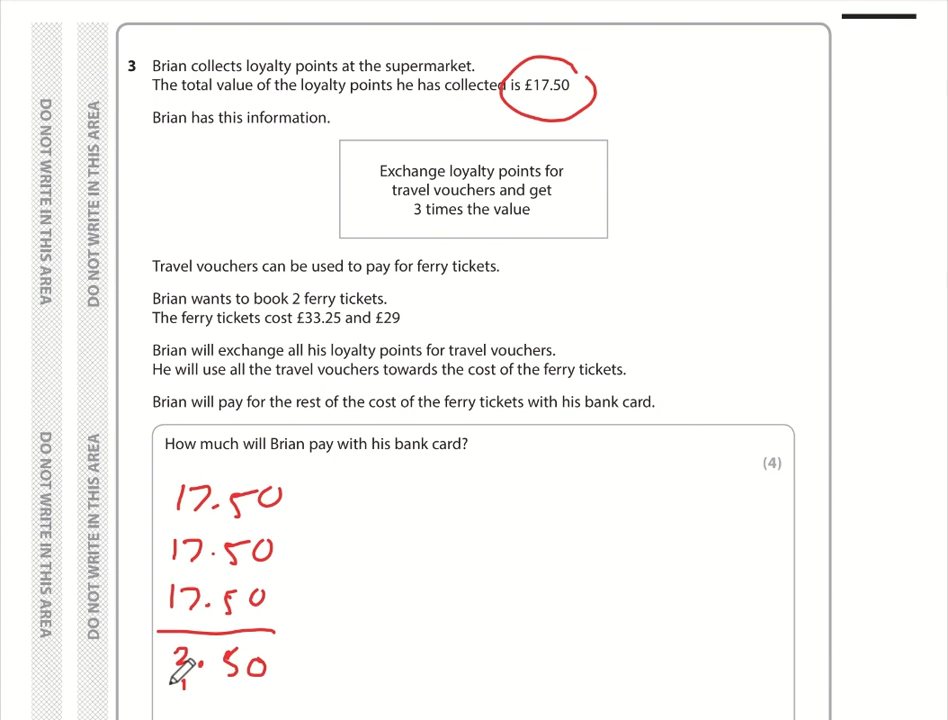 3 Brian collects loyalty points at the supermarket.
The total value of the loyalty points he has collected is £17.50
Brian has this information.
Exchange loyalty points for
travel vouchers and get
3 times the value
Travel vouchers can be used to pay for ferry tickets.
Brian wants to book 2 ferry tickets.
The ferry tickets cost £33.25 and £29
Brian will exchange all his loyalty points for travel vouchers.
He will use all the travel vouchers towards the cost of the ferry tickets.
Brian will pay for the rest of the cost of the ferry tickets with his bank card.
How much will Brian pay with his bank card?
(4)
17.50
17.50
17.50
2.50
1
DO NOT WRITE IN THIS AREA
DO NOT WRITE IN THIS AREA
DO NOT WRITE IN THIS AREA
DO NOT WRITE IN THIS AREA